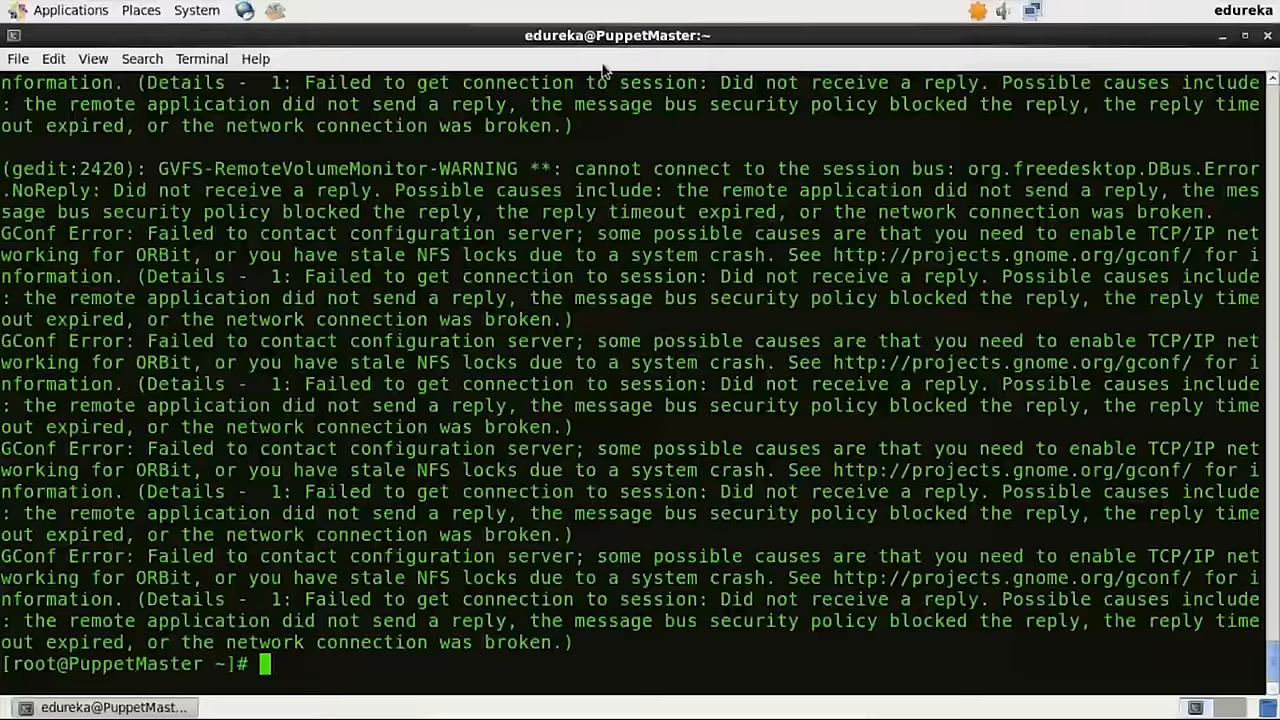 Applications Places System edureka
edureka@PuppetMaster:~
File Edit View Search Terminal Help
nformation. (Details -  1: Failed to get connection to session: Did not receive a reply. Possible causes include
: the remote application did not send a reply, the message bus security policy blocked the reply, the reply time
out expired, or the network connection was broken.)
(gedit:2420): GVFS-RemoteVolumeMonitor-WARNING **: cannot connect to the session bus: org.freedesktop.DBus.Error
.NoReply: Did not receive a reply. Possible causes include: the remote application did not send a reply, the mes
sage bus security policy blocked the reply, the reply timeout expired, or the network connection was broken.
GConf Error: Failed to contact configuration server; some possible causes are that you need to enable TCP/IP net
working for ORBit, or you have stale NFS locks due to a system crash. See http://projects.gnome.org/gconf/ for i
nformation. (Details -  1: Failed to get connection to session: Did not receive a reply. Possible causes include
: the remote application did not send a reply, the message bus security policy blocked the reply, the reply time
out expired, or the network connection was broken.)
GConf Error: Failed to contact configuration server; some possible causes are that you need to enable TCP/IP net
working for ORBit, or you have stale NFS locks due to a system crash. See http://projects.gnome.org/gconf/ for i
nformation. (Details -  1: Failed to get connection to session: Did not receive a reply. Possible causes include
: the remote application did not send a reply, the message bus security policy blocked the reply, the reply time
out expired, or the network connection was broken.)
GConf Error: Failed to contact configuration server; some possible causes are that you need to enable TCP/IP net
working for ORBit, or you have stale NFS locks due to a system crash. See http://projects.gnome.org/gconf/ for i
nformation. (Details -  1: Failed to get connection to session: Did not receive a reply. Possible causes include
: the remote application did not send a reply, the message bus security policy blocked the reply, the reply time
out expired, or the network connection was broken.)
GConf Error: Failed to contact configuration server; some possible causes are that you need to enable TCP/IP net
working for ORBit, or you have stale NFS locks due to a system crash. See http://projects.gnome.org/gconf/ for i
nformation. (Details -  1: Failed to get connection to session: Did not receive a reply. Possible causes include
: the remote application did not send a reply, the message bus security policy blocked the reply, the reply time
out expired, or the network connection was broken.)
[root@PuppetMaster ~]#
edureka@PuppetMast...